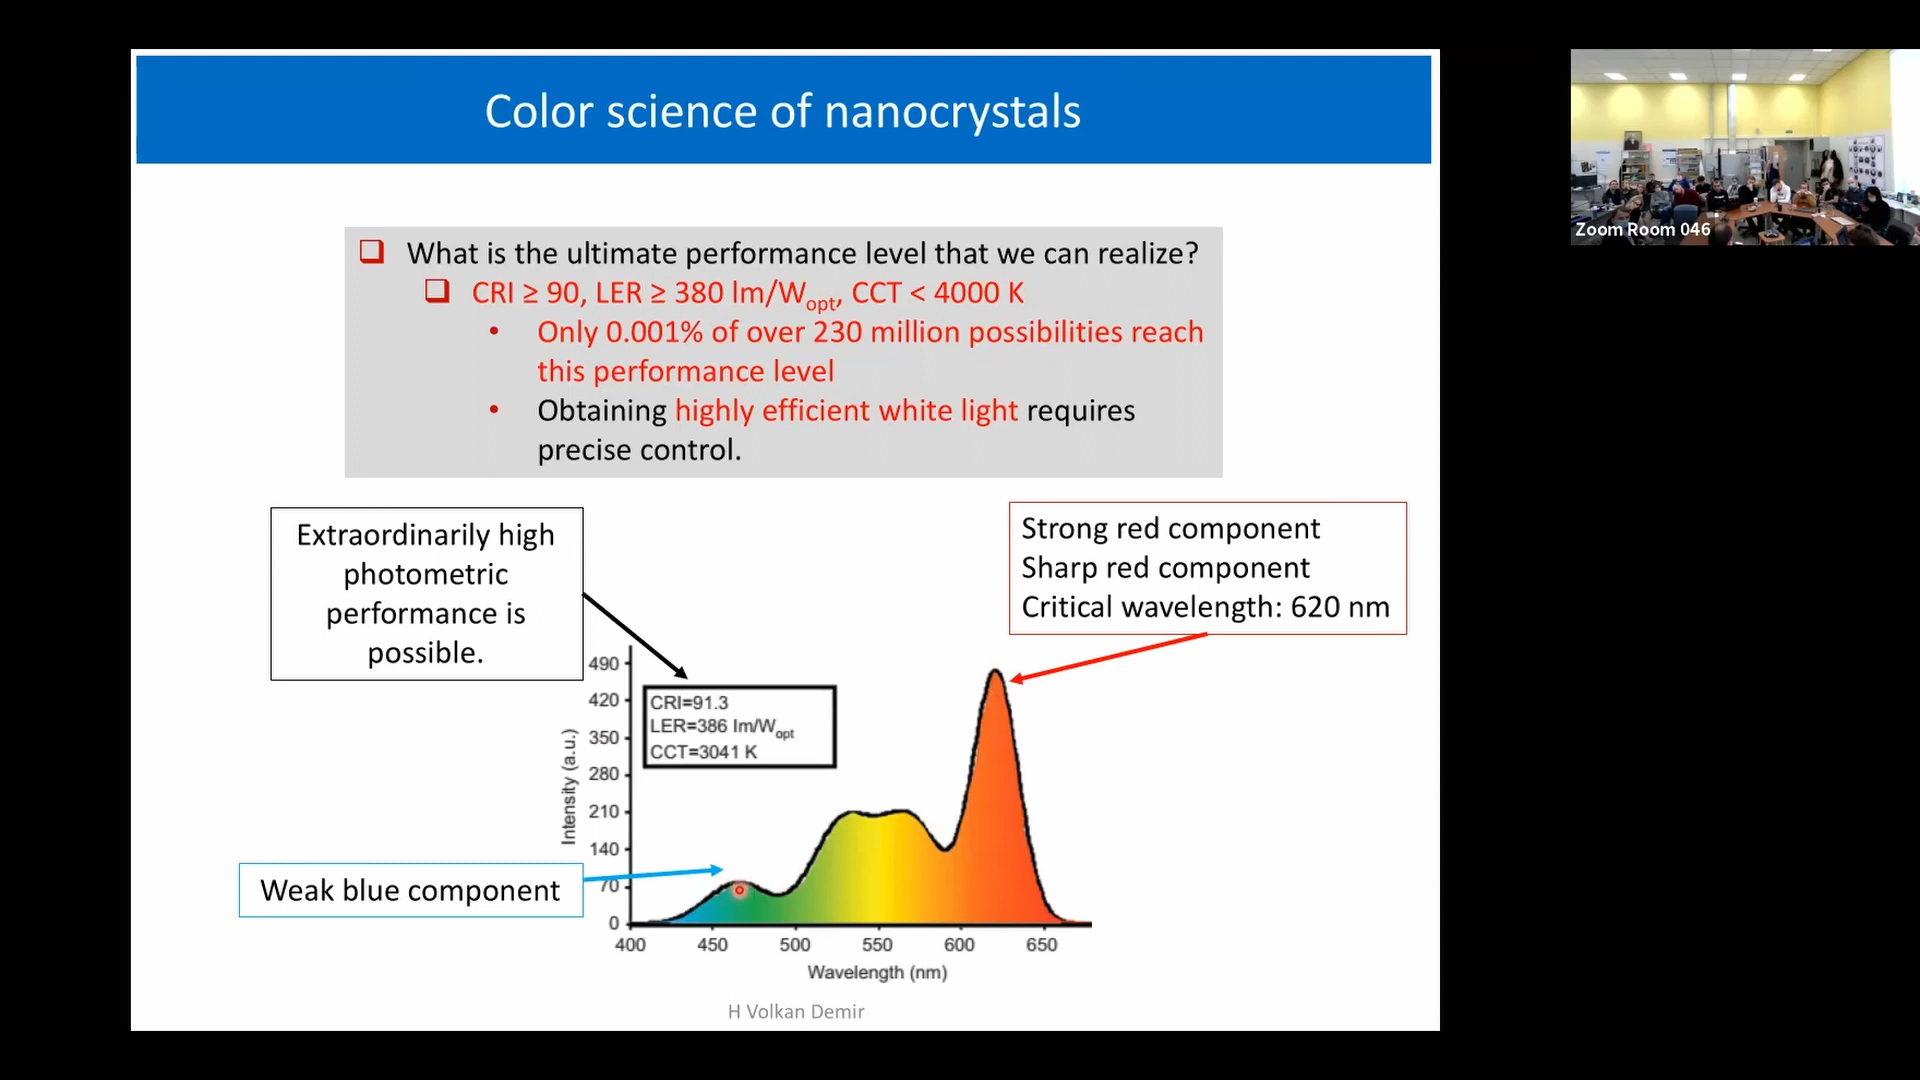 Color science of nanocrystals
Zoom Room 046
What is the ultimate performance level that we can realize?
CRI ≥ 90, LER ≥ 380 lm/Wopt, CCT < 4000 K
• Only 0.001% of over 230 million possibilities reach
this performance level
• Obtaining highly efficient white light requires
precise control.
Extraordinarily high
photometric
performance is
possible.
Strong red component
Sharp red component
Critical wavelength: 620 nm
CRI=91.3
LER=386 lm/Wopt
CCT=3041 K
Weak blue component
Intensity (a.u.)
490
420
350
280
210
140
70
0
400 450 500 550 600 650
Wavelength (nm)
H Volkan Demir